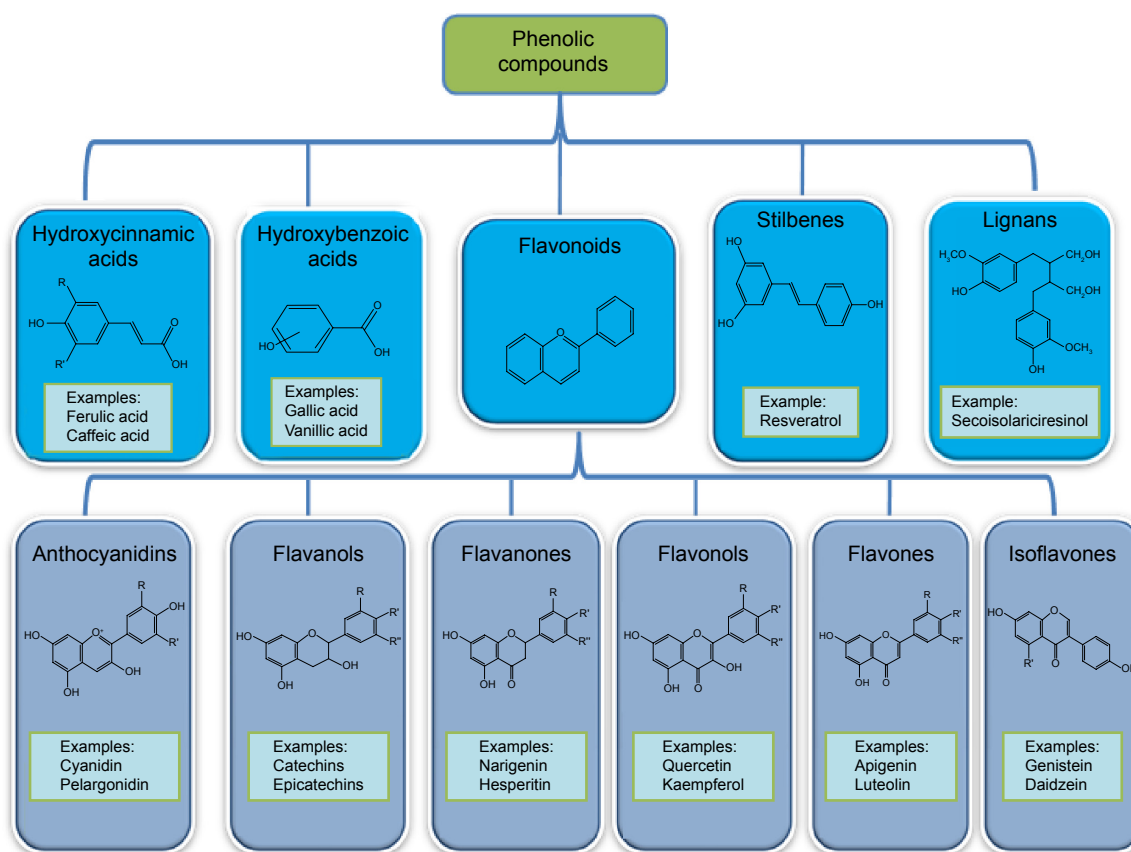 Phenolic
compounds
Hydroxycinnamic
acids
R
HO
R'
O
OH
Examples:
Ferulic acid
Caffeic acid
Hydroxybenzoic
acids
O
HO
OH
Examples:
Gallic acid
Vanillic acid
Flavonoids
O
Stilbenes
HO
OH
HO
Example:
Resveratrol
Lignans
H₃CO
C₂OH
HO
C₂OH
OCH₃
OH
Example:
Secoisolariciresinol
Anthocyanidins
R
OH
HO
O⁺
R'
OH
OH
Examples:
Cyanidin
Pelargonidin
Flavanols
R
R'
HO
O
R"
OH
OH
Examples:
Catechins
Epicatechins
Flavanones
R
R'
HO
O
R"
OH
O
Examples:
Narigenin
Hesperitin
Flavonols
R
R'
HO
O
R"
OH
OH
O
Examples:
Quercetin
Kaempferol
Flavones
R
R'
HO
O
R"
OH
O
Examples:
Apigenin
Luteolin
Isoflavones
HO
O
R'
O
OH
Examples:
Genistein
Daidzein